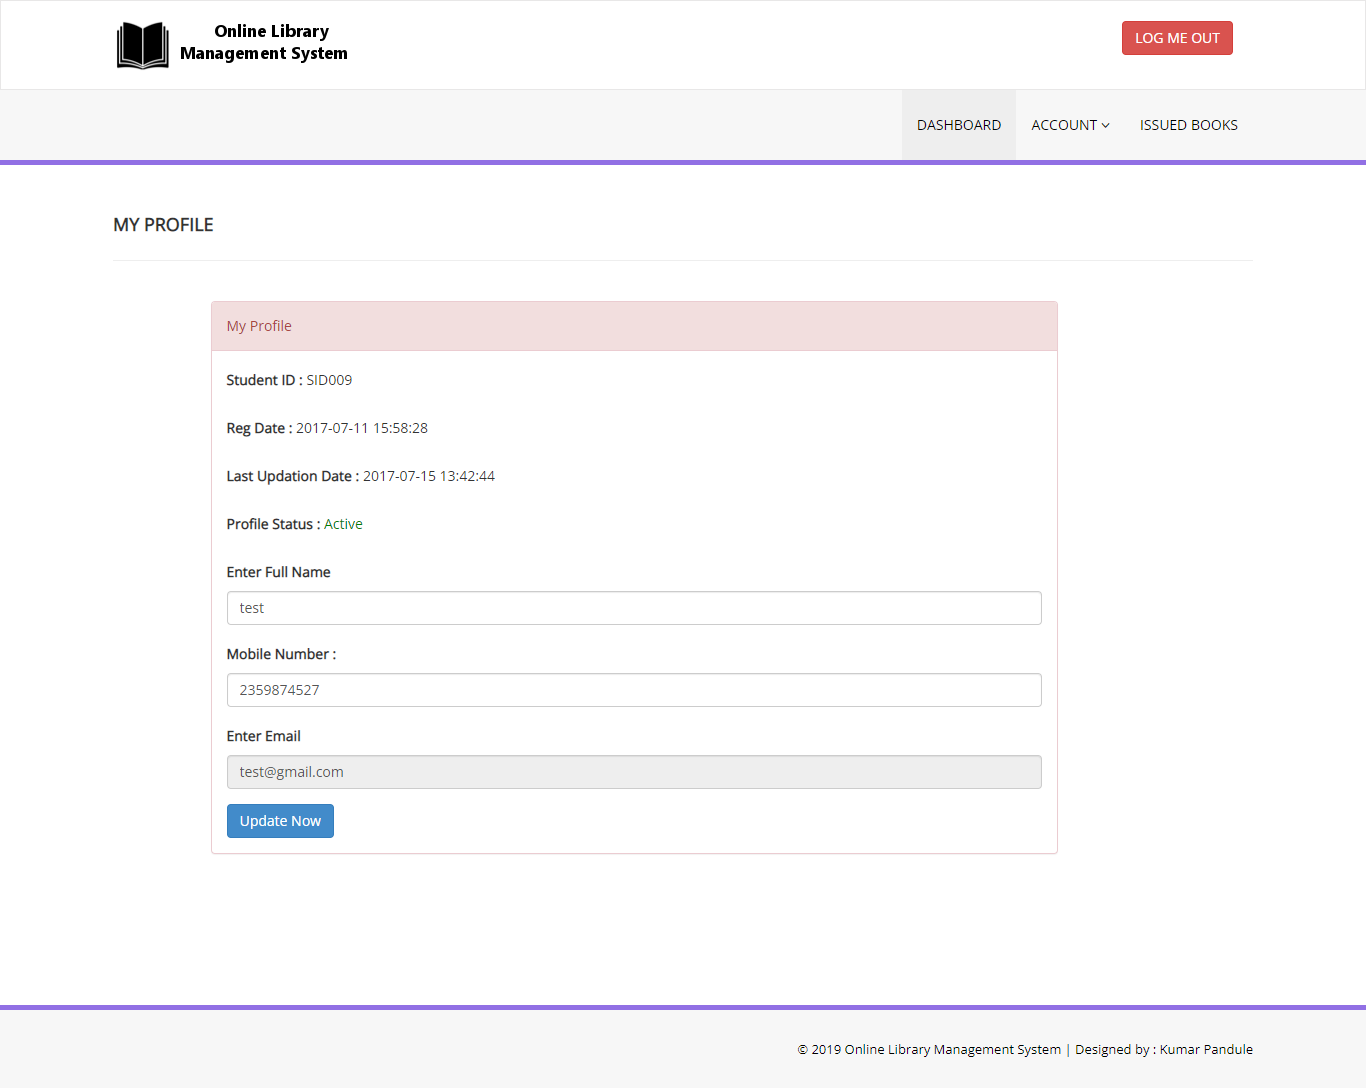 Online Library
Management System
LOG ME OUT
DASHBOARD ACCOUNT ISSUED BOOKS
MY PROFILE
My Profile
Student ID : SID009
Reg Date : 2017-07-11 15:58:28
Last Updation Date : 2017-07-15 13:42:44
Profile Status : Active
Enter Full Name
test
Mobile Number :
2359874527
Enter Email
test@gmail.com
Update Now
© 2019 Online Library Management System | Designed by : Kumar Pandule